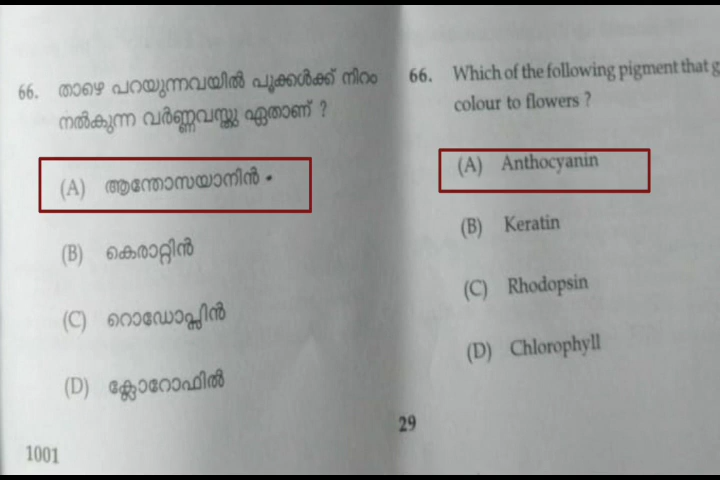 66. താഴെ പറയുന്നവയിൽ പൂക്കൾക്ക് നിറം
നൽകുന്ന വർണ്ണവസ്തു ഏതാണ് ?
(A) ആന്തോസയാനിൻ
(B) കെരാറ്റിൻ
(C) റൊഡോപ്സിൻ
(D) ക്ലോറോഫിൽ
1001
66. Which of the following pigment that g
colour to flowers ?
(A) Anthocyanin
(B) Keratin
(C) Rhodopsin
(D) Chlorophyll
29